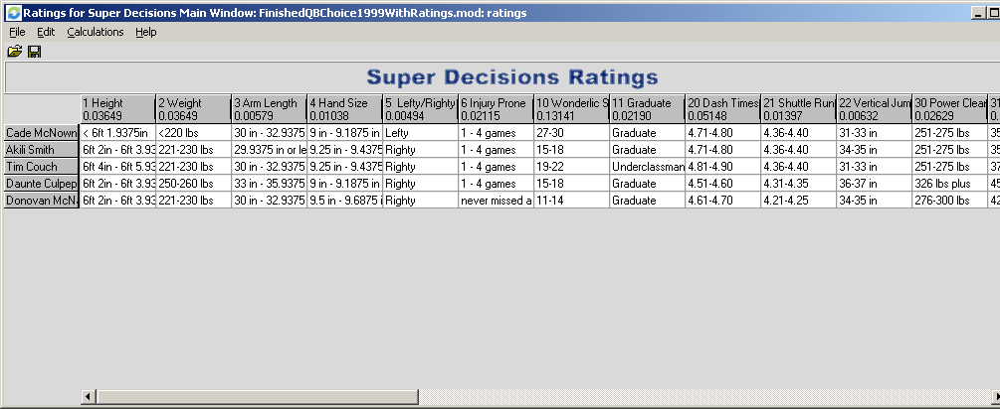 Ratings for Super Decisions Main Window: FinishedQBChoice1999WithRatings.mod: ratings
File Edit Calculations Help
Super Decisions Ratings
1 Height 2 Weight 3 Arm Length 4 Hand Size 5 Lefty/Righty 6 Injury Prone 10 Wonderlic S 11 Graduate 20 Dash Times 21 Shuttle Run 22 Vertical Jum 30 Power Clear 31
0.03649 0.03649 0.00579 0.01038 0.00494 0.02115 0.13141 0.02190 0.05148 0.01397 0.00632 0.02629 0.
Cade McNown < 6ft 1.9375in <220 lbs 30 in - 32.9375 9 in - 9.1875 in Lefty 1 - 4 games 27-30 Graduate 4.71-4.80 4.36-4.40 31-33 in 251-275 lbs 35
Akili Smith 6ft 2in - 6ft 3.93 221-230 lbs 29.9375 in or le 9.25 in - 9.4375 Righty 1 - 4 games 15-18 Graduate 4.71-4.80 4.36-4.40 34-35 in 251-275 lbs 35
Tim Couch 6ft 4in - 6ft 5.93 221-230 lbs 30 in - 32.9375 9.25 in - 9.4375 Righty 1 - 4 games 19-22 Underclassman 4.81-4.90 4.36-4.40 31-33 in 251-275 lbs 35
Daunte Culpep 6ft 2in - 6ft 3.93 250-260 lbs 33 in - 35.9375 9 in - 9.1875 in Righty 1 - 4 games 15-18 Graduate 4.51-4.60 4.31-4.35 36-37 in 326 lbs plus 45
Donovan McN 6ft 2in - 6ft 3.93 221-230 lbs 30 in - 32.9375 9.5 in - 9.6875 i Righty never missed a 11-14 Graduate 4.61-4.70 4.21-4.25 34-35 in 276-300 lbs 42